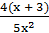 4(x + 3)
5x²